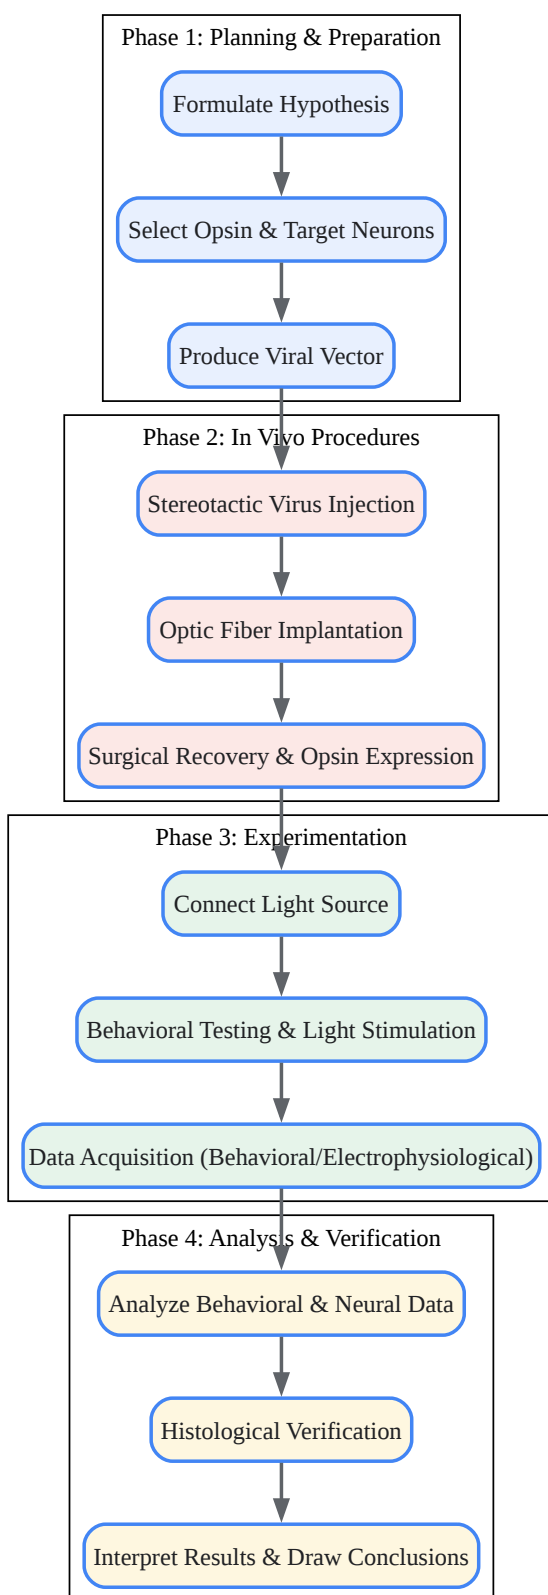 Phase 1: Planning & Preparation
Formulate Hypothesis
Select Opsin & Target Neurons
Produce Viral Vector
Phase 2: In Vivo Procedures
Stereotactic Virus Injection
Optic Fiber Implantation
Surgical Recovery & Opsin Expression
Phase 3: Experimentation
Connect Light Source
Behavioral Testing & Light Stimulation
Data Acquisition (Behavioral/Electrophysiological)
Phase 4: Analysis & Verification
Analyze Behavioral & Neural Data
Histological Verification
Interpret Results & Draw Conclusions